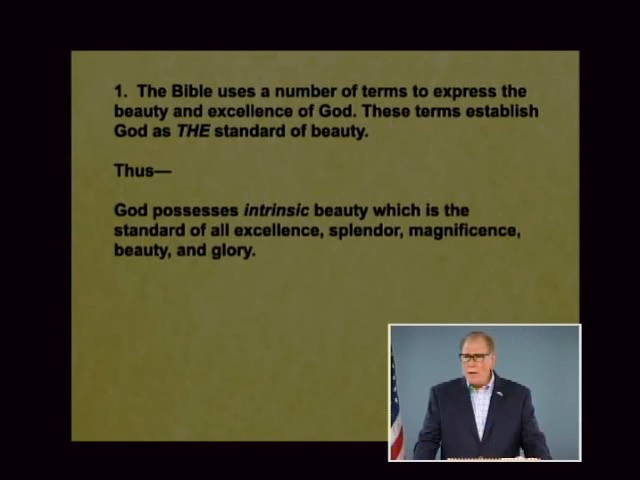 1. The Bible uses a number of terms to express the
beauty and excellence of God. These terms establish
God as THE standard of beauty.
Thus—
God possesses intrinsic beauty which is the
standard of all excellence, splendor, magnificence,
beauty, and glory.